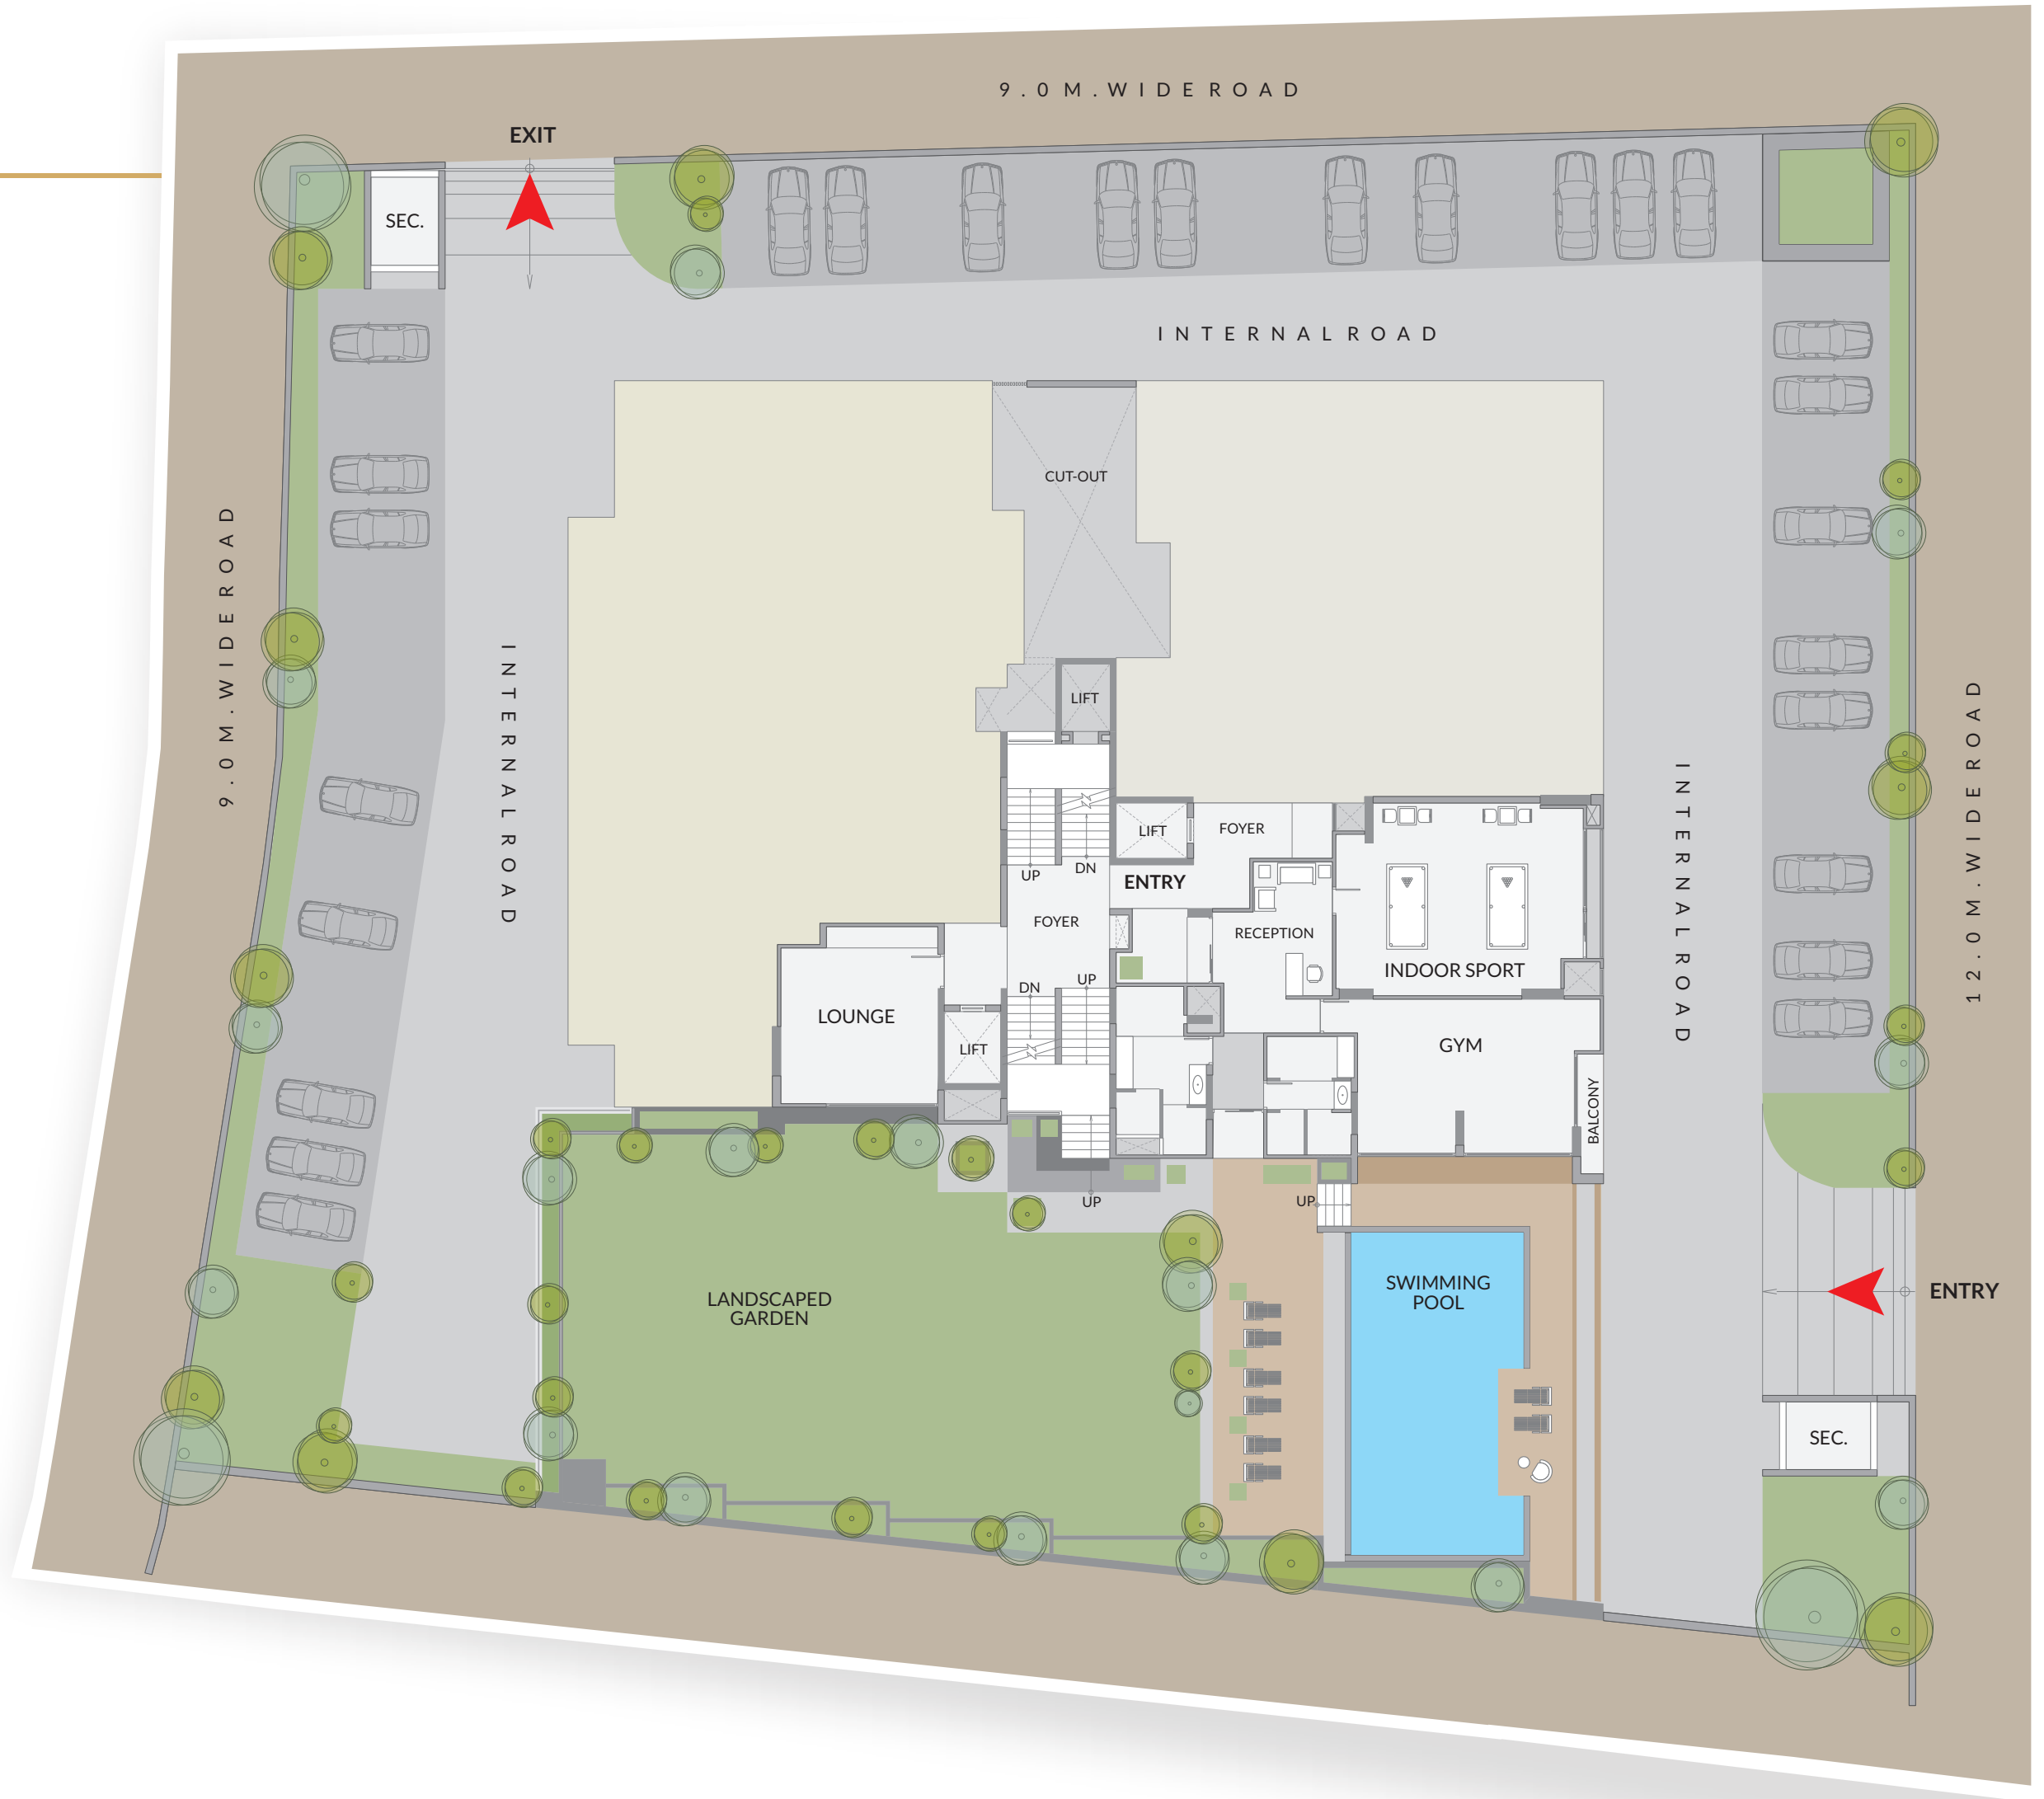 9.0 M. WIDE ROAD
EXIT
SEC.
INTERNAL ROAD
CUT-OUT
9.0 M. WIDE ROAD
INTERNAL ROAD
LIFT
12.0 M. WIDE ROAD
INTERNAL ROAD
LIFT
FOYER
UP
DN
ENTRY
FOYER
RECEPTION
INDOOR SPORT
DN
UP
LOUNGE
LIFT
GYM
BALCONY
UP
UP
SWIMMING
POOL
ENTRY
LANDSCAPED
GARDEN
SEC.